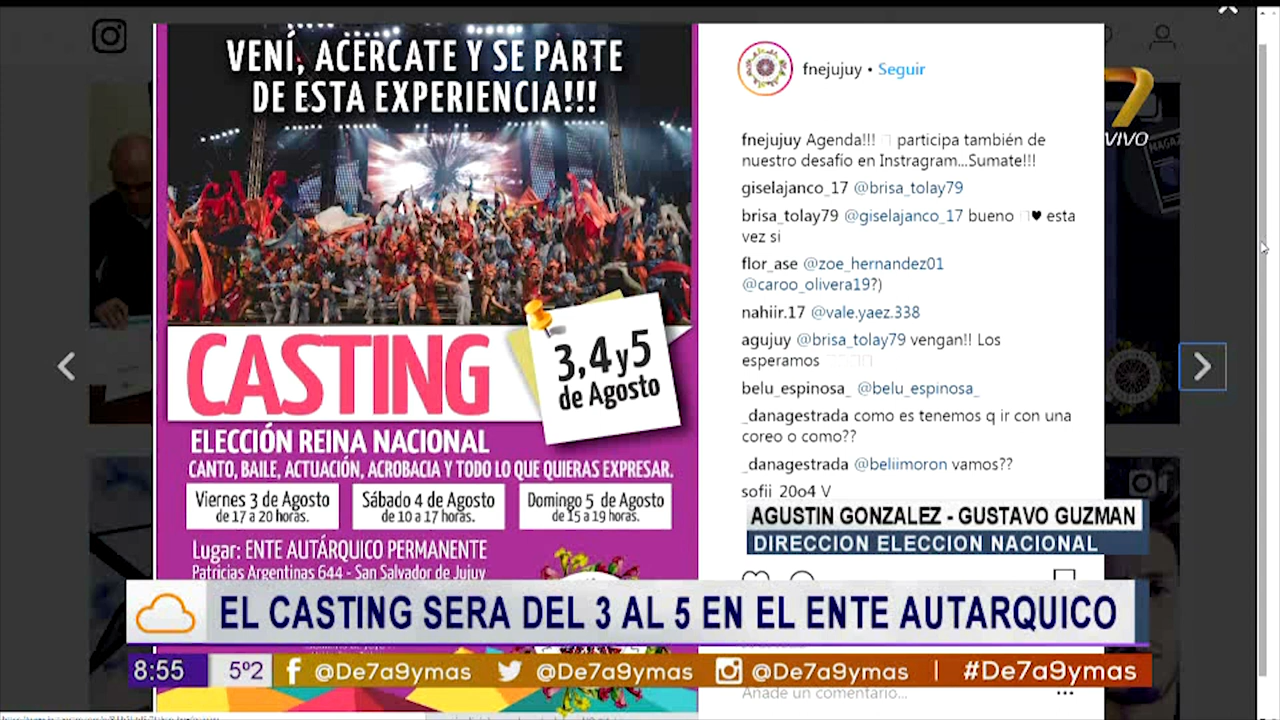 VENÍ, ACERCATE Y SE PARTE
DE ESTA EXPERIENCIA!!!
CASTING
3, 4 y 5
de Agosto
ELECCIÓN REINA NACIONAL
CANTO, BAILE, ACTUACIÓN, ACROBACIA Y TODO LO QUE QUIERAS EXPRESAR.
Viernes 3 de Agosto
de 17 a 20 horas.
Sábado 4 de Agosto
de 10 a 17 horas.
Domingo 5 de Agosto
de 15 a 19 horas.
Lugar: ENTE AUTÁRQUICO PERMANENTE
Patricias Argentinas 644 - San Salvador de Jujuy
fnejujuy • Seguir
fnejujuy Agenda!!! participa también de
nuestro desafío en Instragram...Sumate!!!
giselajanco_17 @brisa_tolay79
brisa_tolay79 @giselajanco_17 bueno ♥ esta
vez si
flor_ase @zoe_hernandez01
@caroo_olivera19?)
nahiir.17 @vale.yaez.338
agujuy @brisa_tolay79 vengan!! Los
esperamos
belu_espinosa_ @belu_espinosa_
_danagestrada como es tenemos q ir con una
coreo o como??
_danagestrada @beliimoron vamos??
sofii_20o4 V
7
VIVO
MAGAZ
AGUSTIN GONZALEZ - GUSTAVO GUZMAN
DIRECCION ELECCION NACIONAL
EL CASTING SERA DEL 3 AL 5 EN EL ENTE AUTARQUICO
8:55 5º2 @De7a9ymas @De7a9ymas @De7a9ymas | #De7a9ymas
Añade un comentario...